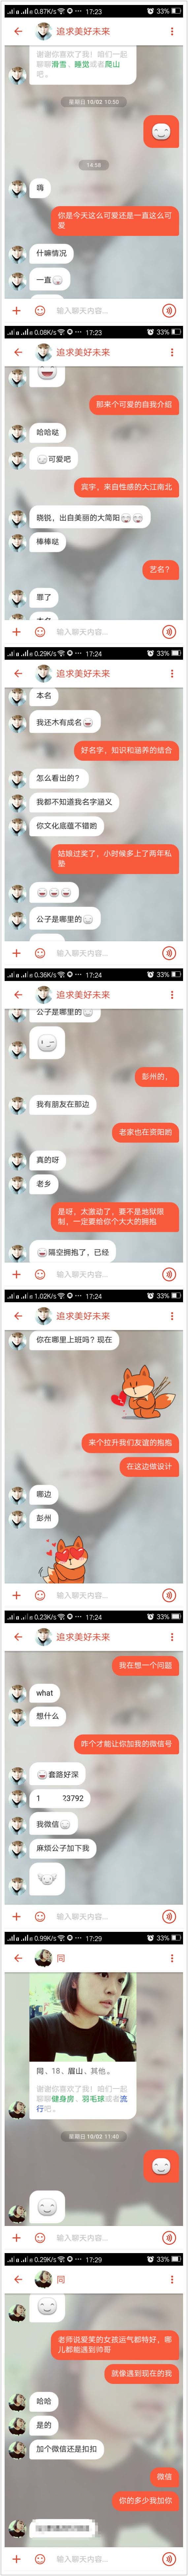 0.87K/s 33% 17:23
追求美好未来
谢谢你喜欢了我！咱们一起
聊聊滑雪、睡觉或者爬山
吧。
星期日 10/03 10:50
14:58
嗨
你是今天这么可爱还是一直这么可
爱
什嘛情况
一直
输入聊天内容...
0.08K/s 33% 17:23
追求美好未来
那来个可爱的自我介绍
哈哈哒
可爱吧
宾宇，来自性感的大江南北
晓锐，出自美丽的大简阳
棒棒哒
艺名?
罪了
本名
输入聊天内容...
0.29K/s 33% 17:24
追求美好未来
本名
我还木有成名
好名字，知识和涵养的结合
怎么看出的?
我都不知道我名字涵义
你文化底蕴不错哟
姑娘过奖了，小时候多上了两年私
塾
公子是哪里的
输入聊天内容...
0.36K/s 33% 17:24
追求美好未来
公子是哪里的
彭州的，
我有朋友在那边
老家也在资阳哟
真的呀
老乡
是呀，太激动了，要不是地狱限
制，一定要给你个大大的拥抱
隔空拥抱了，已经
输入聊天内容...
1.02K/s 33% 17:24
追求美好未来
你在哪里上班吗? 现在
来个拉升我们友谊的抱抱
在这边做设计
哪边
彭州
输入聊天内容...
0.23K/s 33% 17:24
追求美好未来
我在想一个问题
what
想什么
咋个才能让你加我的微信号
套路好深
1 23792
我微信
麻烦公子加下我
输入聊天内容...
0.99K/s 33% 17:29
同
同、18、眉山、其他。
谢谢你喜欢了我！咱们一起
聊聊健身房、羽毛球或者流
行吧。
星期日 10/02 11:40
输入聊天内容...
0.29K/s 33% 17:29
同
老师说爱笑的女孩运气都特好，哪
儿都能遇到帅哥
就像遇到现在的我
哈哈
是的
加个微信还是扣扣
微信
你的多少我加你
输入聊天内容...